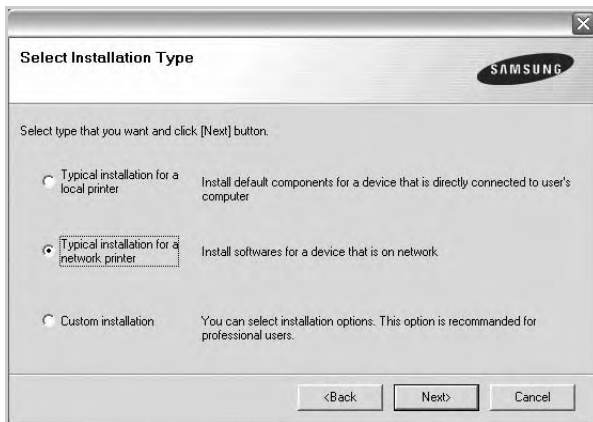 Select Installation Type
SAMSUNG
Select type that you want and click [Next] button.
Typical installation for a
local printer
Install default components for a device that is directly connected to user's
computer
Typical installation for a
network printer
Install softwares for a device that is on network
Custom installation
You can select installation options. This option is recommanded for
professional users.
<Back
Next>
Cancel